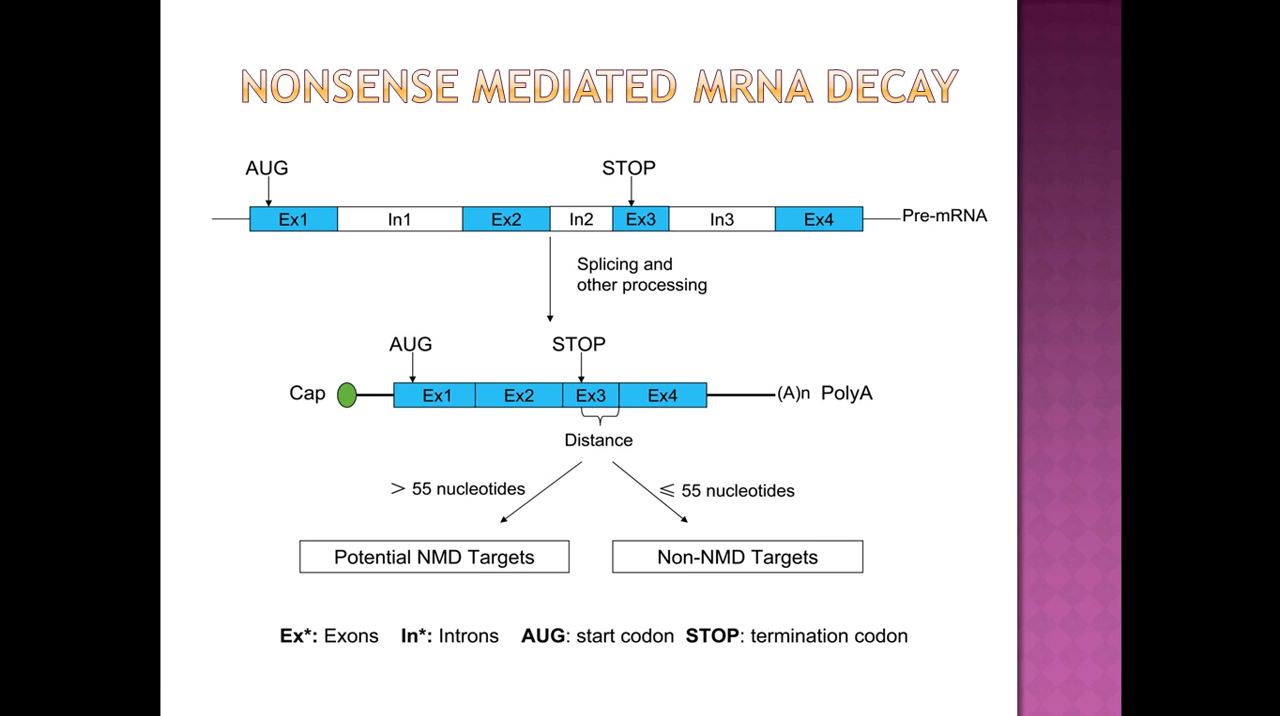 NONSENSE MEDIATED MRNA DECAY
AUG STOP
Ex1 In1 Ex2 In2 Ex3 In3 Ex4 Pre-mRNA
Splicing and
other processing
AUG STOP
Cap Ex1 Ex2 Ex3 Ex4 (A)n PolyA
Distance
> 55 nucleotides ⩽ 55 nucleotides
Potential NMD Targets Non-NMD Targets
Ex*: Exons In*: Introns AUG: start codon STOP: termination codon